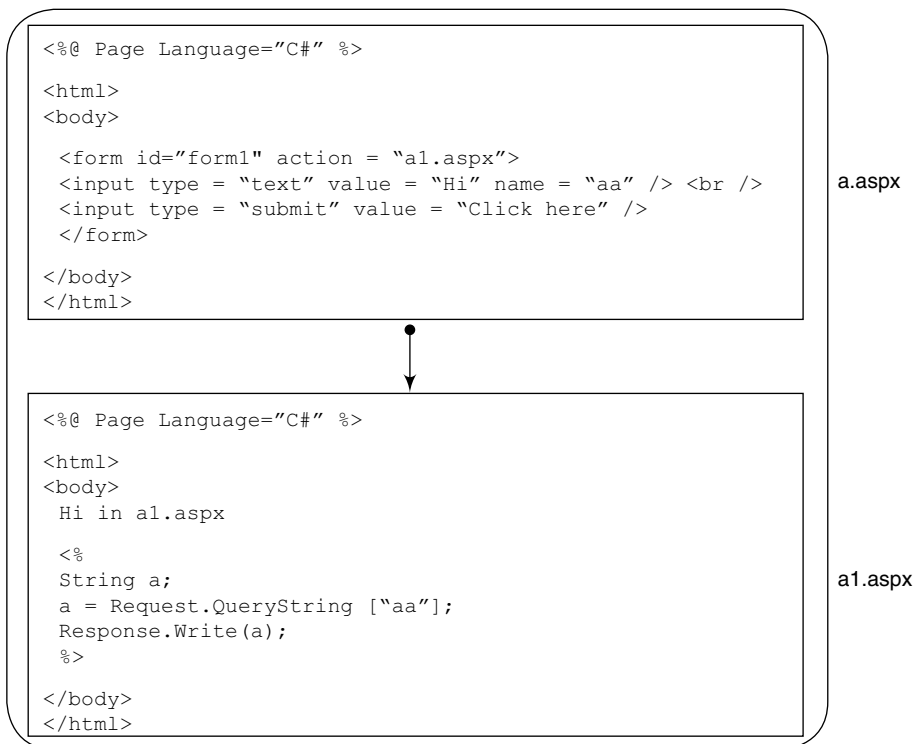 <%@ Page Language=”C#” %>
<html>
<body>
<form id=”form1" action = “a1.aspx”>
<input type = “text” value = “Hi” name = “aa” /> <br />
<input type = “submit” value = “Click here” />
</form>
</body>
</html>
a.aspx
<%@ Page Language=”C#” %>
<html>
<body>
Hi in a1.aspx
<%
String a;
a = Request.QueryString [“aa”];
Response.Write(a);
%>
</body>
</html>
a1.aspx